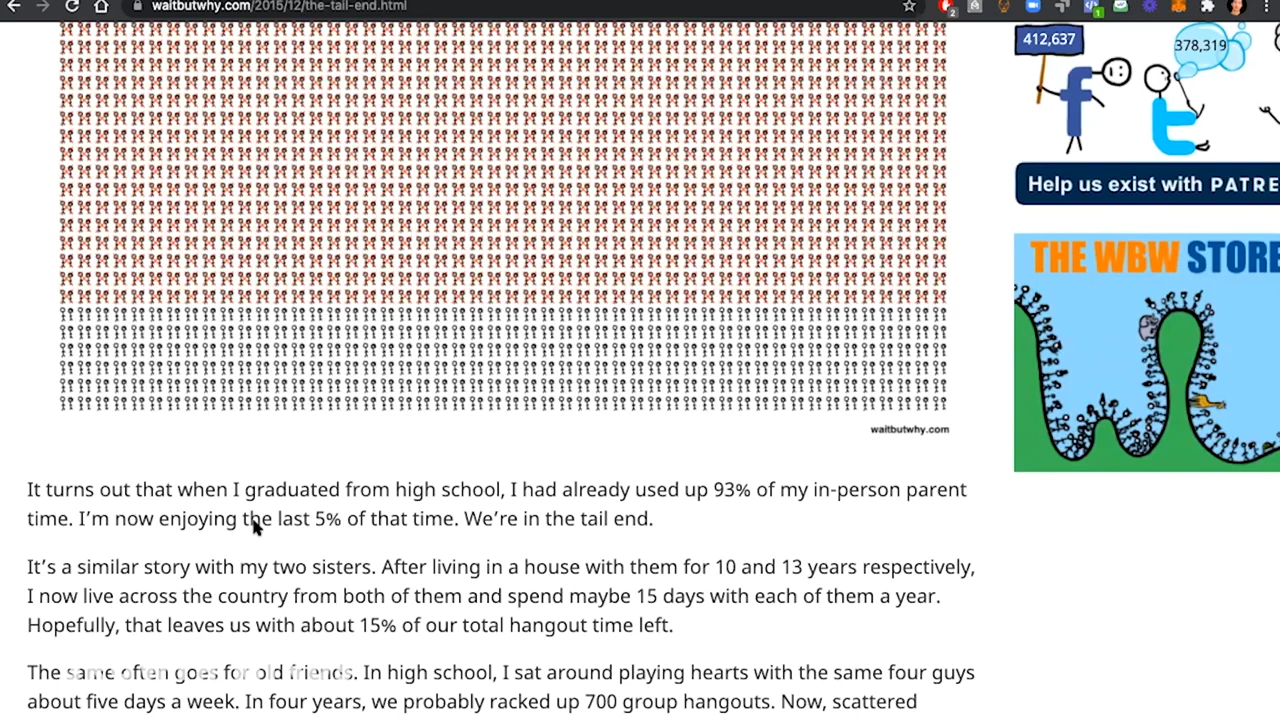 waitbutwhy.com/2015/12/the-tail-end.html
2
1
412,637
378,319
Help us exist with PATRE
THE WBW STORE
waitbutwhy.com
It turns out that when I graduated from high school, I had already used up 93% of my in-person parent
time. I'm now enjoying the last 5% of that time. We're in the tail end.
It's a similar story with my two sisters. After living in a house with them for 10 and 13 years respectively,
I now live across the country from both of them and spend maybe 15 days with each of them a year.
Hopefully, that leaves us with about 15% of our total hangout time left.
The same often goes for old friends. In high school, I sat around playing hearts with the same four guys
about five days a week. In four years, we probably racked up 700 group hangouts. Now, scattered